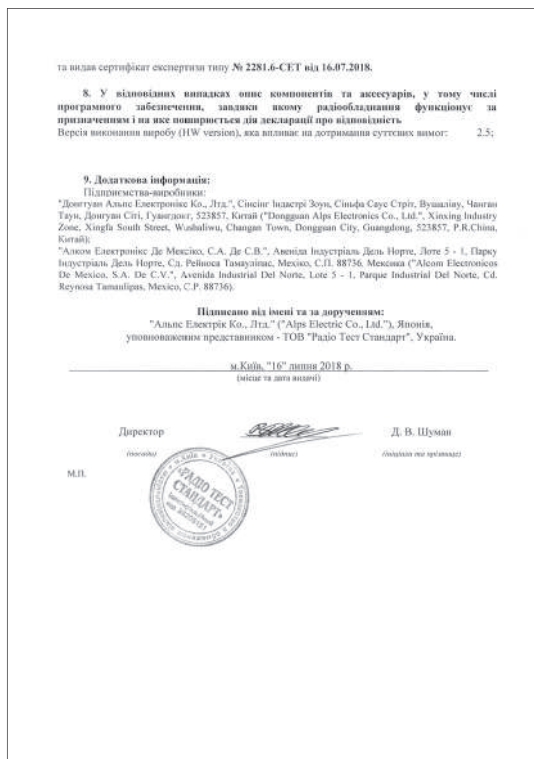 та видав сертифікат експертизи типу № 2281.6-СЕТ від 16.07.2018.
8. У відповідних випадках опис компонентів та аксесуарів, у тому числі
програмного забезпечення, завдяки якому радіообладнання функціонує за
призначенням і на яке поширюється дія декларації про відповідність
Версія виконання виробу (HW version), яка впливає на дотримання суттєвих вимог: 2.5;
9. Додаткова інформація:
Підприємства-виробники:
"Донггуан Альпс Електронікс Ко., Лтд.", Сінсінг Індастрі Зоун, Сіньфа Саус Стріт, Вушаліву, Чанган
Таун, Донгуан Сіті, Гуангдонг, 523857, Китай ("Dongguan Alps Electronics Co., Ltd.", Xinxing Industry
Zone, Xingfa South Street, Wushaliwu, Changan Town, Dongguan City, Guangdong, 523857, P.R.China,
Китай);
"Алком Електронікс Де Мексіко, С.А. Де С.В.", Авеніда Індустріаль Дель Норте, Лоте 5 - 1, Парку
Індустріаль Дель Норте, Сд. Рейноса Тамауліпас, Мехіко, С.П. 88736, Мексика ("Alcom Electronicos
De Mexico, S.A. De C.V.", Avenida Industrial Del Norte, Lote 5 - 1, Parque Industrial Del Norte, Cd.
Reynosa Tamaulipas, Mexico, C.P. 88736).
Підписано від імені та за дорученням:
"Альпс Електрік Ко., Лтд." ("Alps Electric Co., Ltd."), Японія,
уповноваженим представником - ТОВ "Радіо Тест Стандарт", Україна.
м.Київ, "16" липня 2018 р.
(місце та дата видачі)
Директор Д. В. Шуман
(посада) (підпис) (ініціали та прізвище)
М.П.
«РАДІО ТЕСТ
СТАНДАРТ»